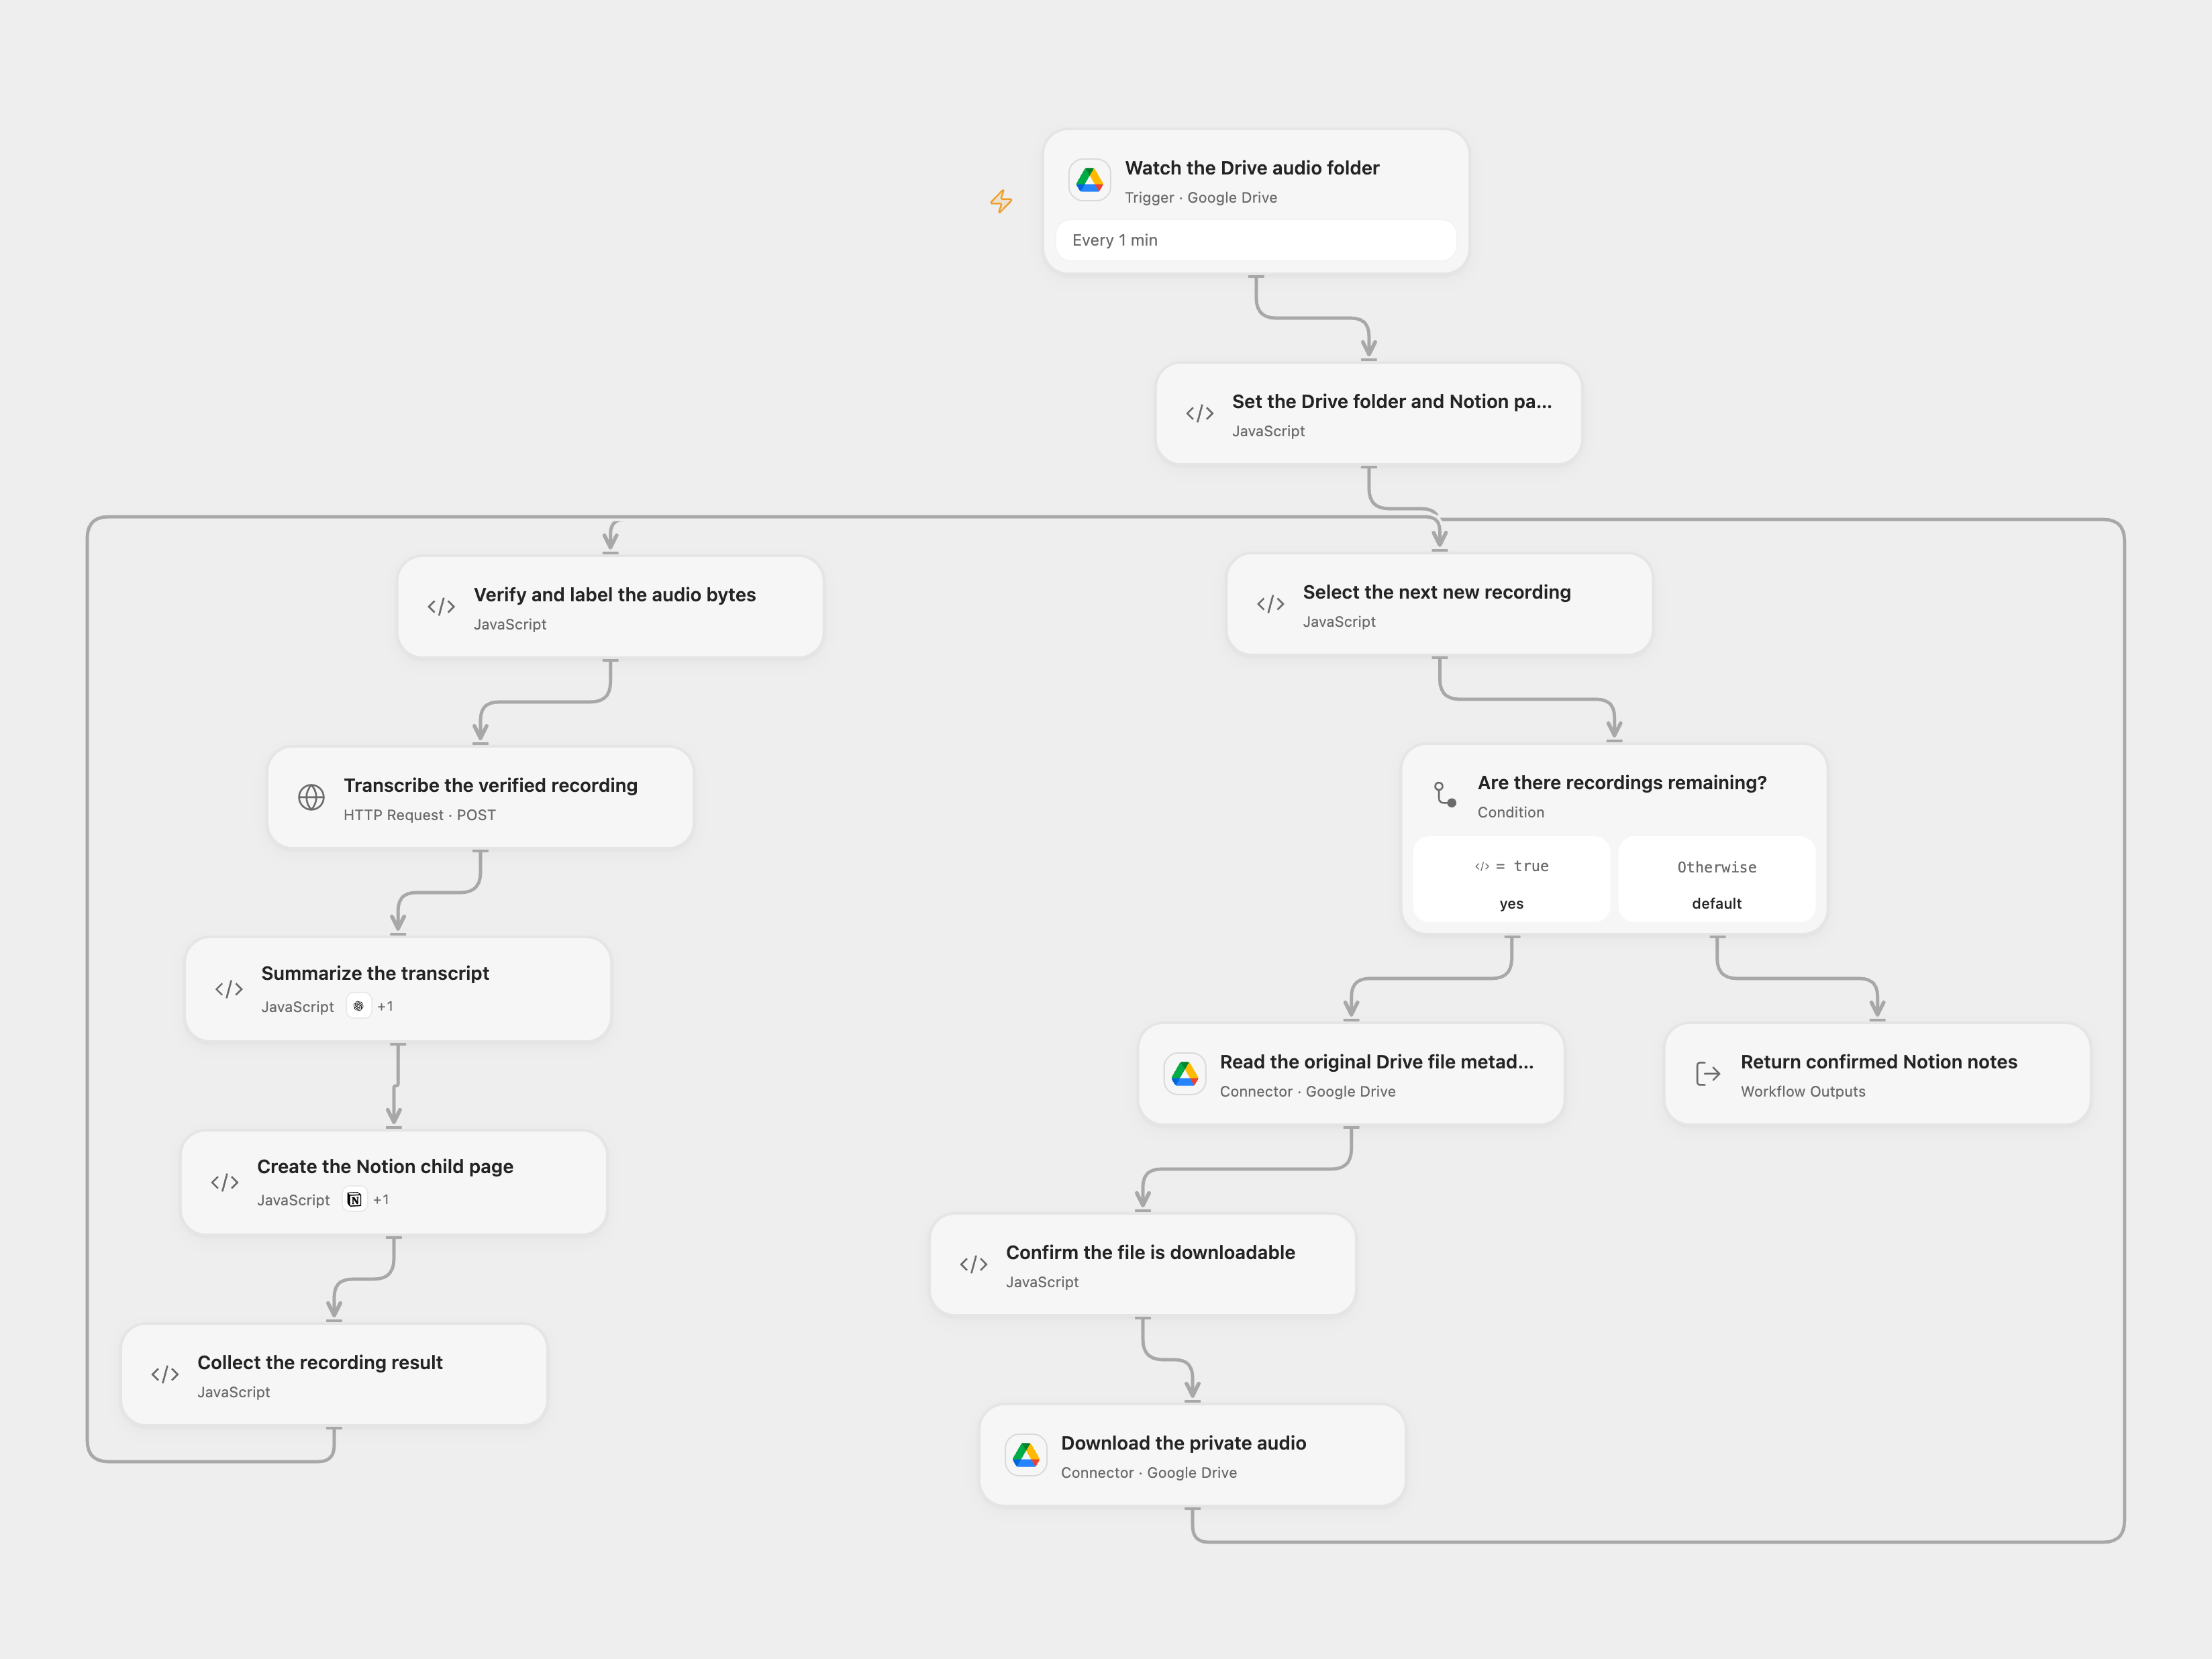 Watch the Drive audio folder
Trigger · Google Drive
Every 1 min
Set the Drive folder and Notion pa...
JavaScript
Verify and label the audio bytes
JavaScript
Select the next new recording
JavaScript
Transcribe the verified recording
HTTP Request · POST
Are there recordings remaining?
Condition
</> = true
yes
Otherwise
default
Summarize the transcript
JavaScript +1
Read the original Drive file metad...
Connector · Google Drive
Return confirmed Notion notes
Workflow Outputs
Create the Notion child page
JavaScript N +1
Confirm the file is downloadable
JavaScript
Collect the recording result
JavaScript
Download the private audio
Connector · Google Drive